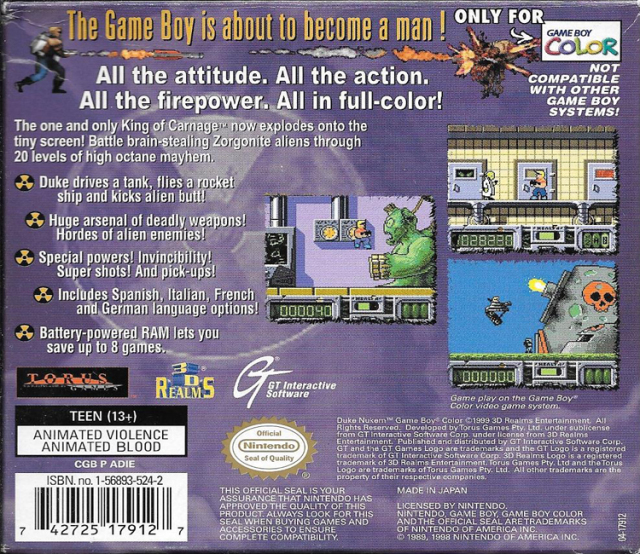 The Game Boy is about to become a man!
ONLY FOR
GAME BOY
COLOR
NOT
COMPATIBLE
WITH OTHER
GAME BOY
SYSTEMS!
All the attitude. All the action.
All the firepower. All in full-color!
The one and only King of Carnage™ now explodes onto the
tiny screen! Battle brain-stealing Zorgonite aliens through
20 levels of high octane mayhem.
Duke drives a tank, flies a rocket
ship and kicks alien butt!
Huge arsenal of deadly weapons!
Hordes of alien enemies!
Special powers! Invincibility!
Super shots! And pick-ups!
Includes Spanish, Italian, French
and German language options!
Battery-powered RAM lets you
save up to 8 games.
000040
000000
TORUS
GAMES
3D
REALMS
GT
GT Interactive
Software
Game play on the Game Boy®
Color video game system.
TEEN (13+)
ANIMATED VIOLENCE
ANIMATED BLOOD
CGB P ADIE
ISBN. no. 1-56893-524-2
7 42725 17912 7
Official
Nintendo
Seal of Quality
THIS OFFICIAL SEAL IS YOUR
ASSURANCE THAT NINTENDO HAS
APPROVED THE QUALITY OF THIS
PRODUCT. ALWAYS LOOK FOR THIS
SEAL WHEN BUYING GAMES AND
ACCESSORIES TO ENSURE
COMPLETE COMPATIBILITY.
Duke Nukem™ Game Boy® Color ©1999 3D Realms Entertainment. All
Rights Reserved. Developed by Torus Games Pty, Ltd. under sublicense
from GT Interactive Software Corp. under license from 3D Realms
Entertainment. Published and distributed by GT Interactive Software Corp.
GT and the GT Games Logo are trademarks and the GT Logo is a registered
trademark of GT Interactive Software Corp. 3D Realms Logo is a registered
trademark of 3D Realms Entertainment. Torus Games Pty, Ltd and the Torus
Logo are trademarks of Torus Games Pty, Ltd. All other trademarks are the
property of their respective companies.
MADE IN JAPAN
LICENSED BY NINTENDO.
NINTENDO, GAME BOY, GAME BOY COLOR
AND THE OFFICIAL SEAL ARE TRADEMARKS
OF NINTENDO OF AMERICA INC.
© 1989, 1998 NINTENDO OF AMERICA INC.
04-17912